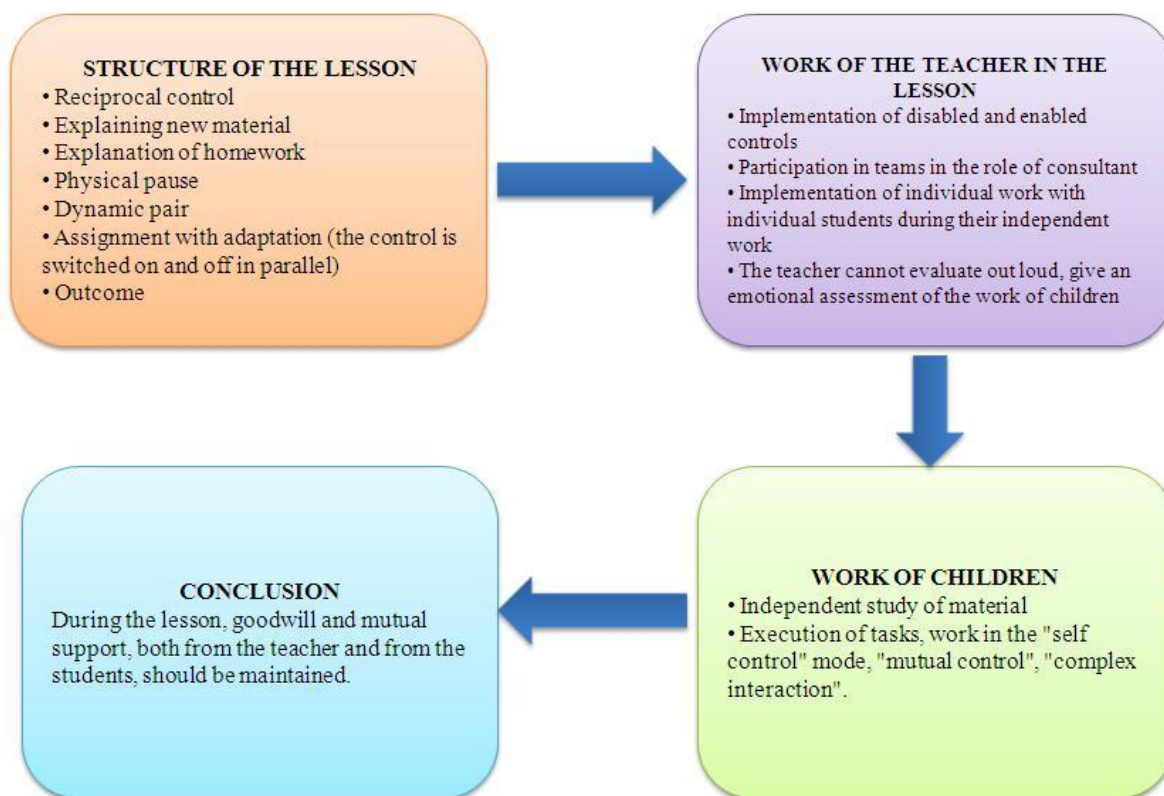 STRUCTURE OF THE LESSON
• Reciprocal control
• Explaining new material
• Explanation of homework
• Physical pause
• Dynamic pair
• Assignment with adaptation (the control is
switched on and off in parallel)
• Outcome
WORK OF THE TEACHER IN THE
LESSON
• Implementation of disabled and enabled
controls
• Participation in teams in the role of consultant
• Implementation of individual work with
individual students during their independent
work
• The teacher cannot evaluate out loud, give an
emotional assessment of the work of children
WORK OF CHILDREN
• Independent study of material
• Execution of tasks, work in the "self
control" mode, "mutual control", "complex
interaction".
CONCLUSION
During the lesson, goodwill and mutual
support, both from the teacher and from the
students, should be maintained.